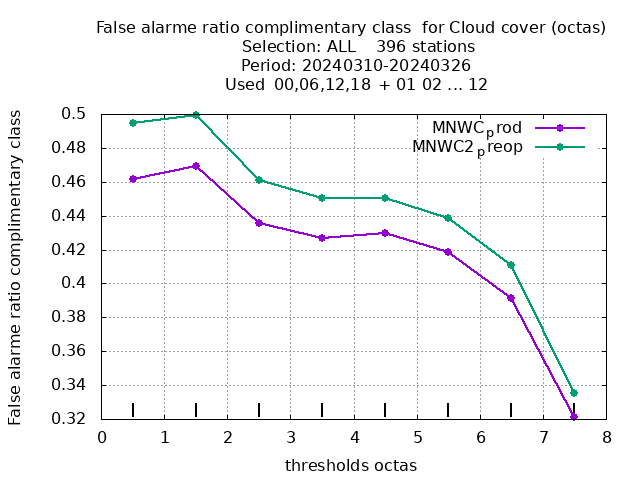 False alarme ratio complimentary class  for Cloud cover (octas)
Selection: ALL    396 stations
Period: 20240310-20240326
Used  00,06,12,18  + 01 02 ... 12
False alarme ratio complimentary class
0.5
0.48
0.46
0.44
0.42
0.4
0.38
0.36
0.34
0.32
MNWCprod
MNWC2preop
0 1 2 3 4 5 6 7 8
thresholds octas